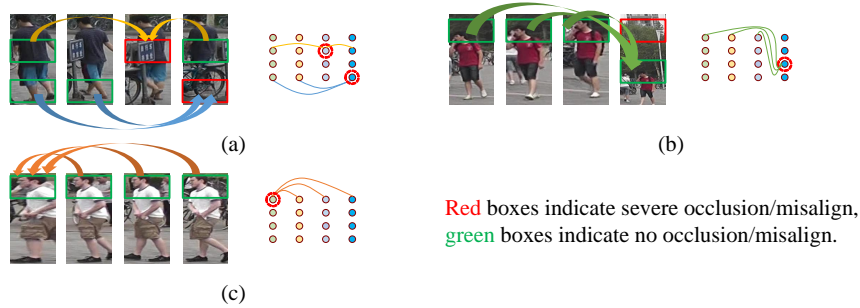 (a)
(b)
Red boxes indicate severe occlusion/misalign,
green boxes indicate no occlusion/misalign.
(c)